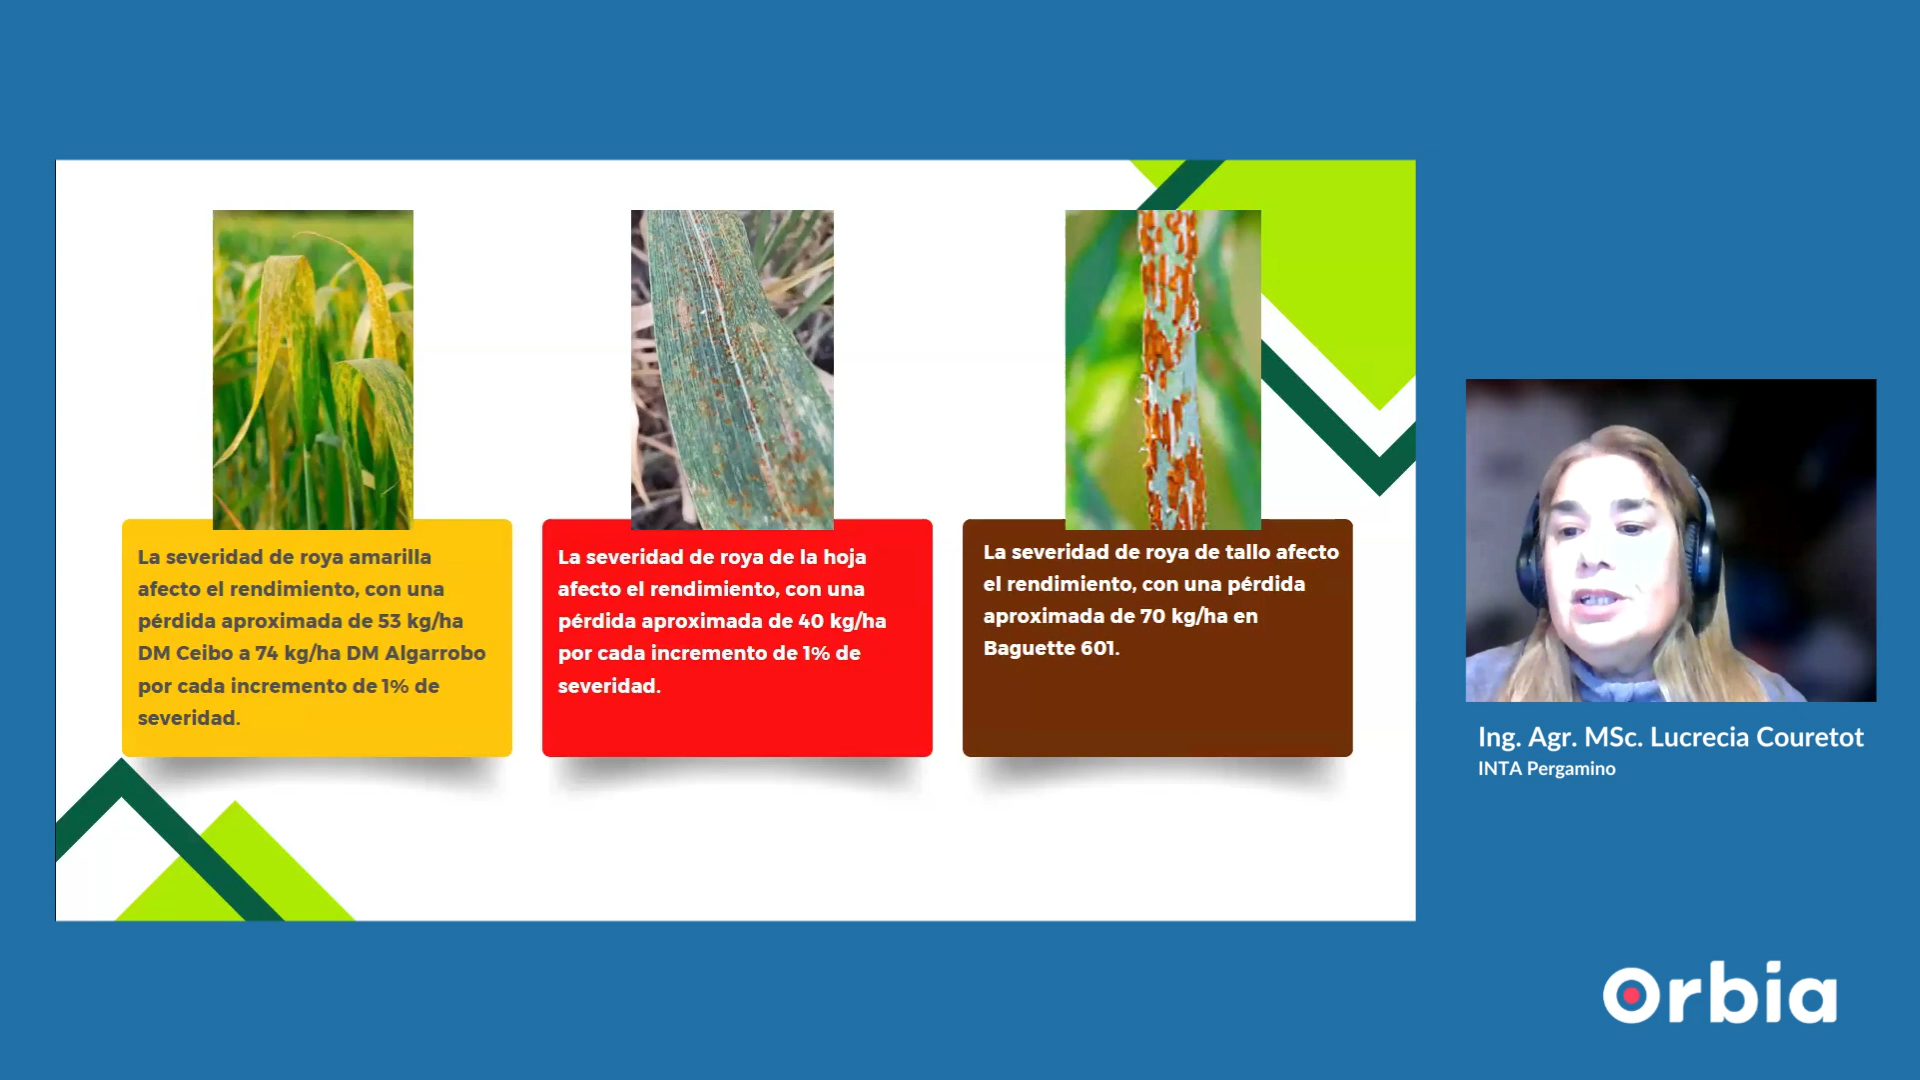 La severidad de roya amarilla
afecto el rendimiento, con una
pérdida aproximada de 53 kg/ha
DM Ceibo a 74 kg/ha DM Algarrobo
por cada incremento de 1% de
severidad.
La severidad de roya de la hoja
afecto el rendimiento, con una
pérdida aproximada de 40 kg/ha
por cada incremento de 1% de
severidad.
La severidad de roya de tallo afecto
el rendimiento, con una pérdida
aproximada de 70 kg/ha en
Baguette 601.
Ing. Agr. MSc. Lucrecia Couretot
INTA Pergamino
Orbia